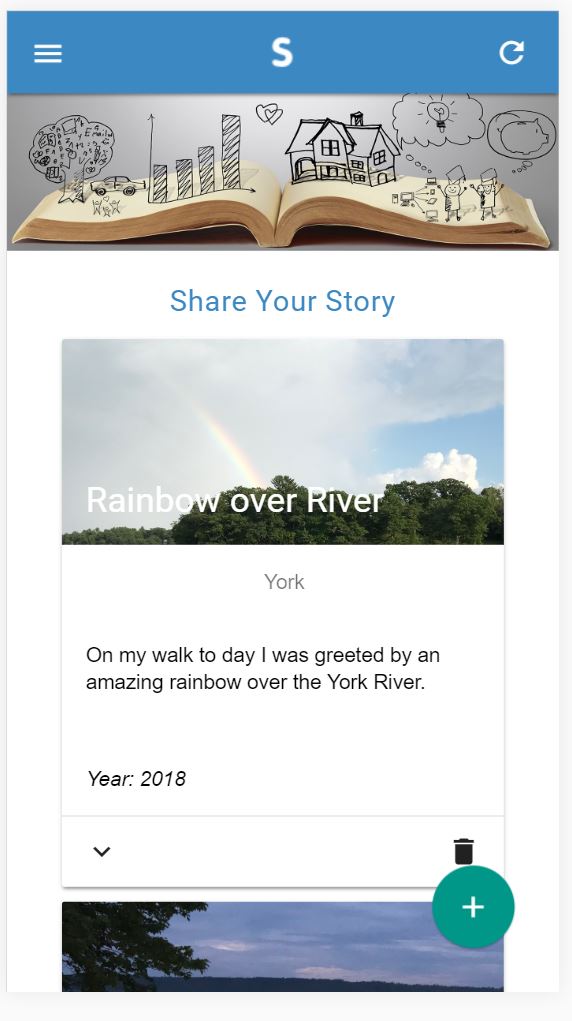 S
Share Your Story
Rainbow over River
York
On my walk to day I was greeted by an
amazing rainbow over the York River.
Year: 2018